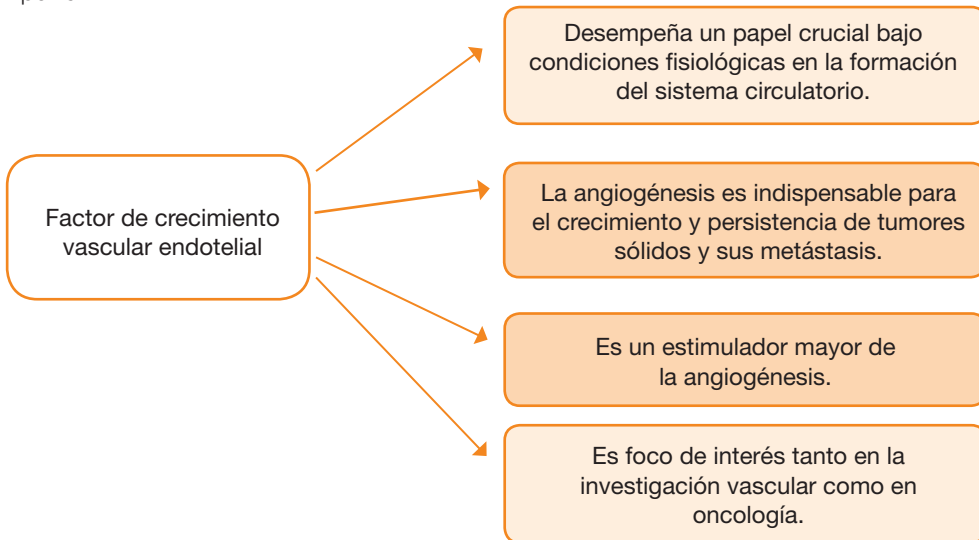 Desempeña un papel crucial bajo
condiciones fisiológicas en la formación
del sistema circulatorio.
Factor de crecimiento
vascular endotelial
La angiogénesis es indispensable para
el crecimiento y persistencia de tumores
sólidos y sus metástasis.
Es un estimulador mayor de
la angiogénesis.
Es foco de interés tanto en la
investigación vascular como en
oncología.